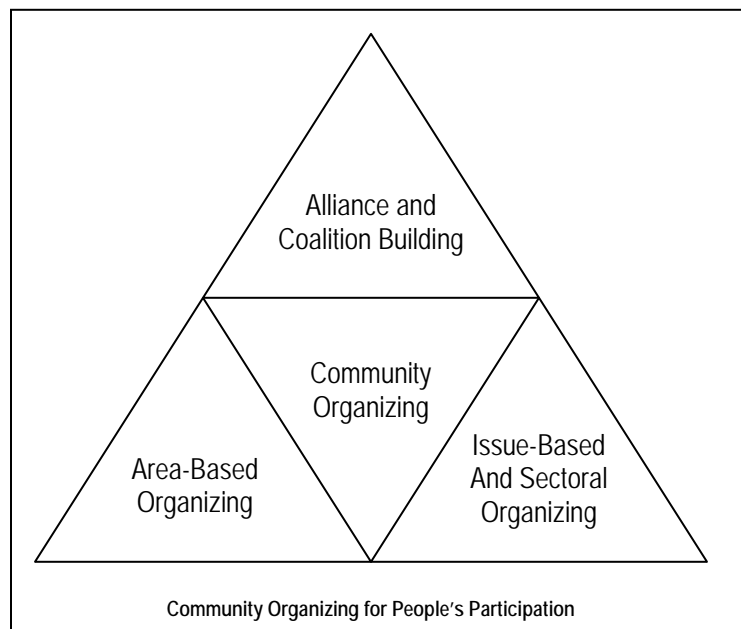 Alliance and
Coalition Building
Community
Organizing
Area-Based
Organizing
Issue-Based
And Sectoral
Organizing
Community Organizing for People's Participation